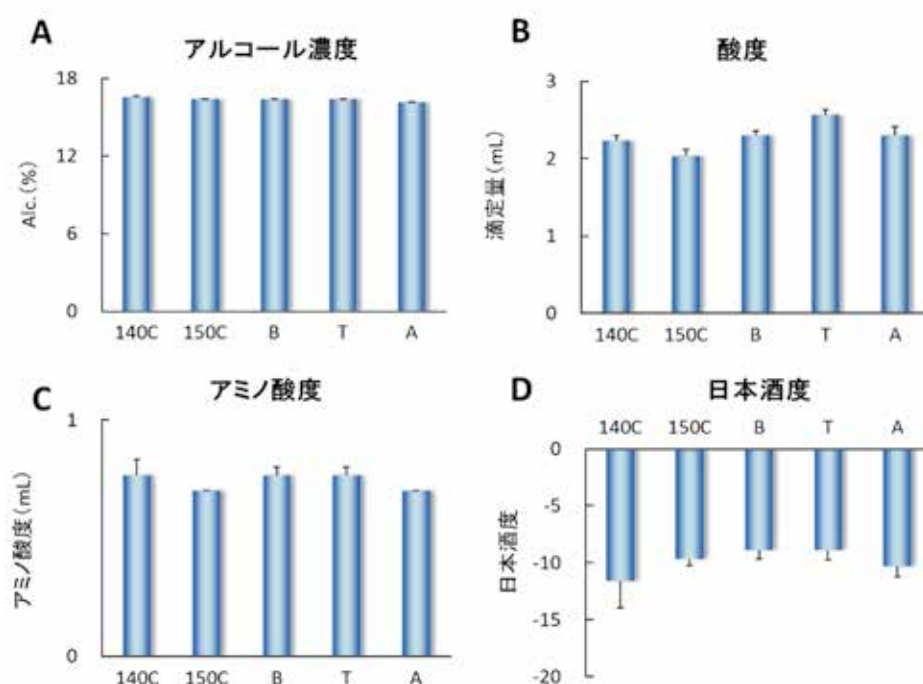 A
アルコール濃度
Alc.(%)
18
12
6
0
140C 150C B T A
B
酸度
滴定量(mL)
3
2
1
0
140C 150C B T A
C
アミノ酸度
アミノ酸度(mL)
1
0
140C 150C B T A
D
日本酒度
140C 150C B T A
日本酒度
0
-5
-10
-15
-20